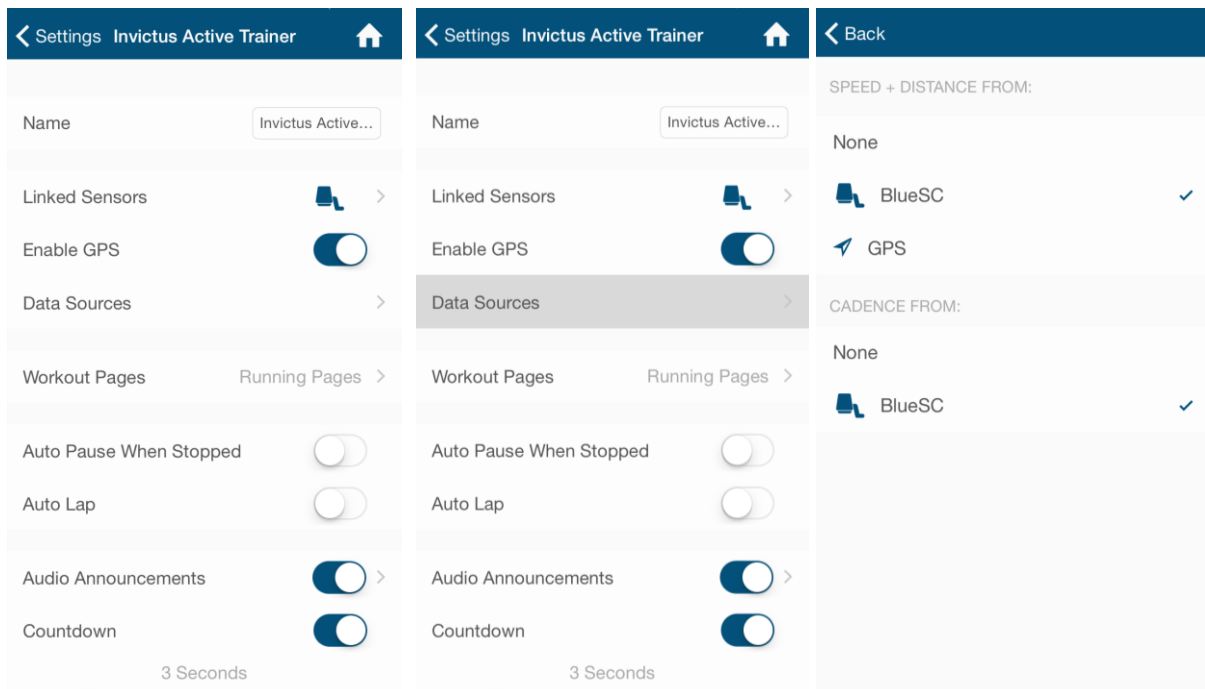 Settings Invictus Active Trainer
Name Invictus Active...
Linked Sensors
Enable GPS
Data Sources
Workout Pages Running Pages
Auto Pause When Stopped
Auto Lap
Audio Announcements
Countdown
3 Seconds
Settings Invictus Active Trainer
Name Invictus Active...
Linked Sensors
Enable GPS
Data Sources
Workout Pages Running Pages
Auto Pause When Stopped
Auto Lap
Audio Announcements
Countdown
3 Seconds
Back
SPEED + DISTANCE FROM:
None
BlueSC
GPS
CADENCE FROM:
None
BlueSC